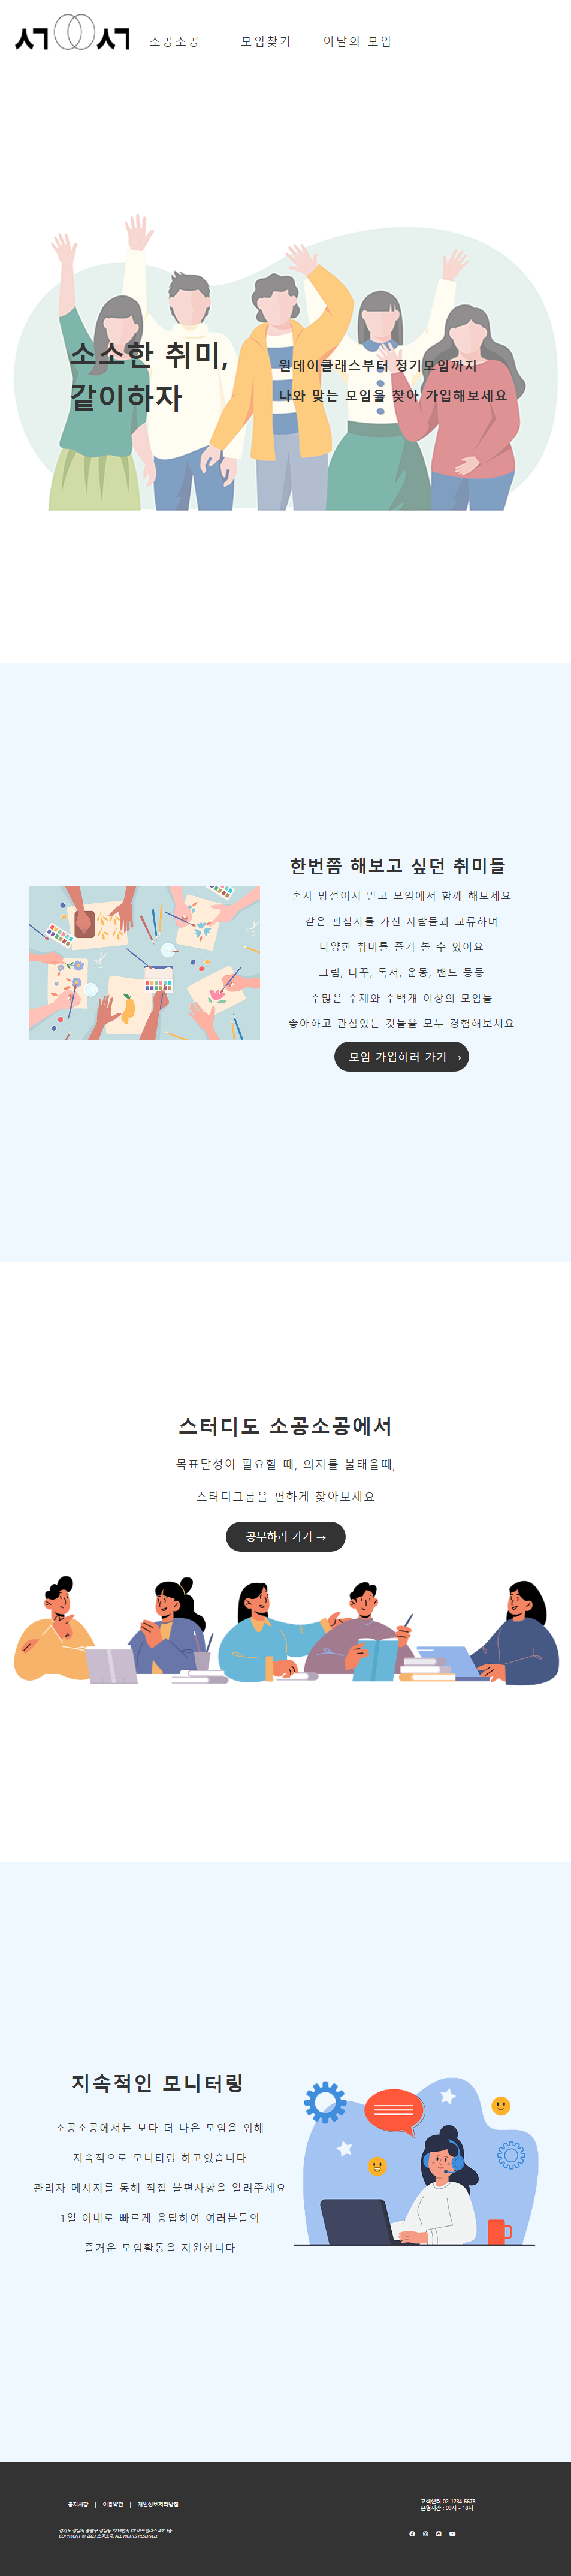 소공소공
모임찾기
이달의 모임
소소한 취미,
같이하자
원데이클래스부터 정기모임까지
나와 맞는 모임을 찾아 가입해보세요
한번쯤 해보고 싶던 취미들
혼자 망설이지 말고 모임에서 함께 해보세요
같은 관심사를 가진 사람들과 교류하며
다양한 취미를 즐겨 볼 수 있어요
그림, 다꾸, 독서, 운동, 밴드 등등
수많은 주제와 수백개 이상의 모임들
좋아하고 관심있는 것들을 모두 경험해보세요
모임 가입하러 가기 →
스터디도 소공소공에서
목표달성이 필요할 때, 의지를 불태울때,
스터디그룹을 편하게 찾아보세요
공부하러 가기 →
지속적인 모니터링
소공소공에서는 보다 더 나은 모임을 위해
지속적으로 모니터링 하고있습니다
관리자 메시지를 통해 직접 불편사항을 알려주세요
1일 이내로 빠르게 응답하여 여러분들의
즐거운 모임활동을 지원합니다
공지사항 | 이용약관 | 개인정보처리방침
고객센터 02-1234-5678
운영시간 : 09시 - 18시
경기도 성남시 중원구 성남동
COPYRIGHT © 2023 소공소공. ALL RIGHTS RESERVED.